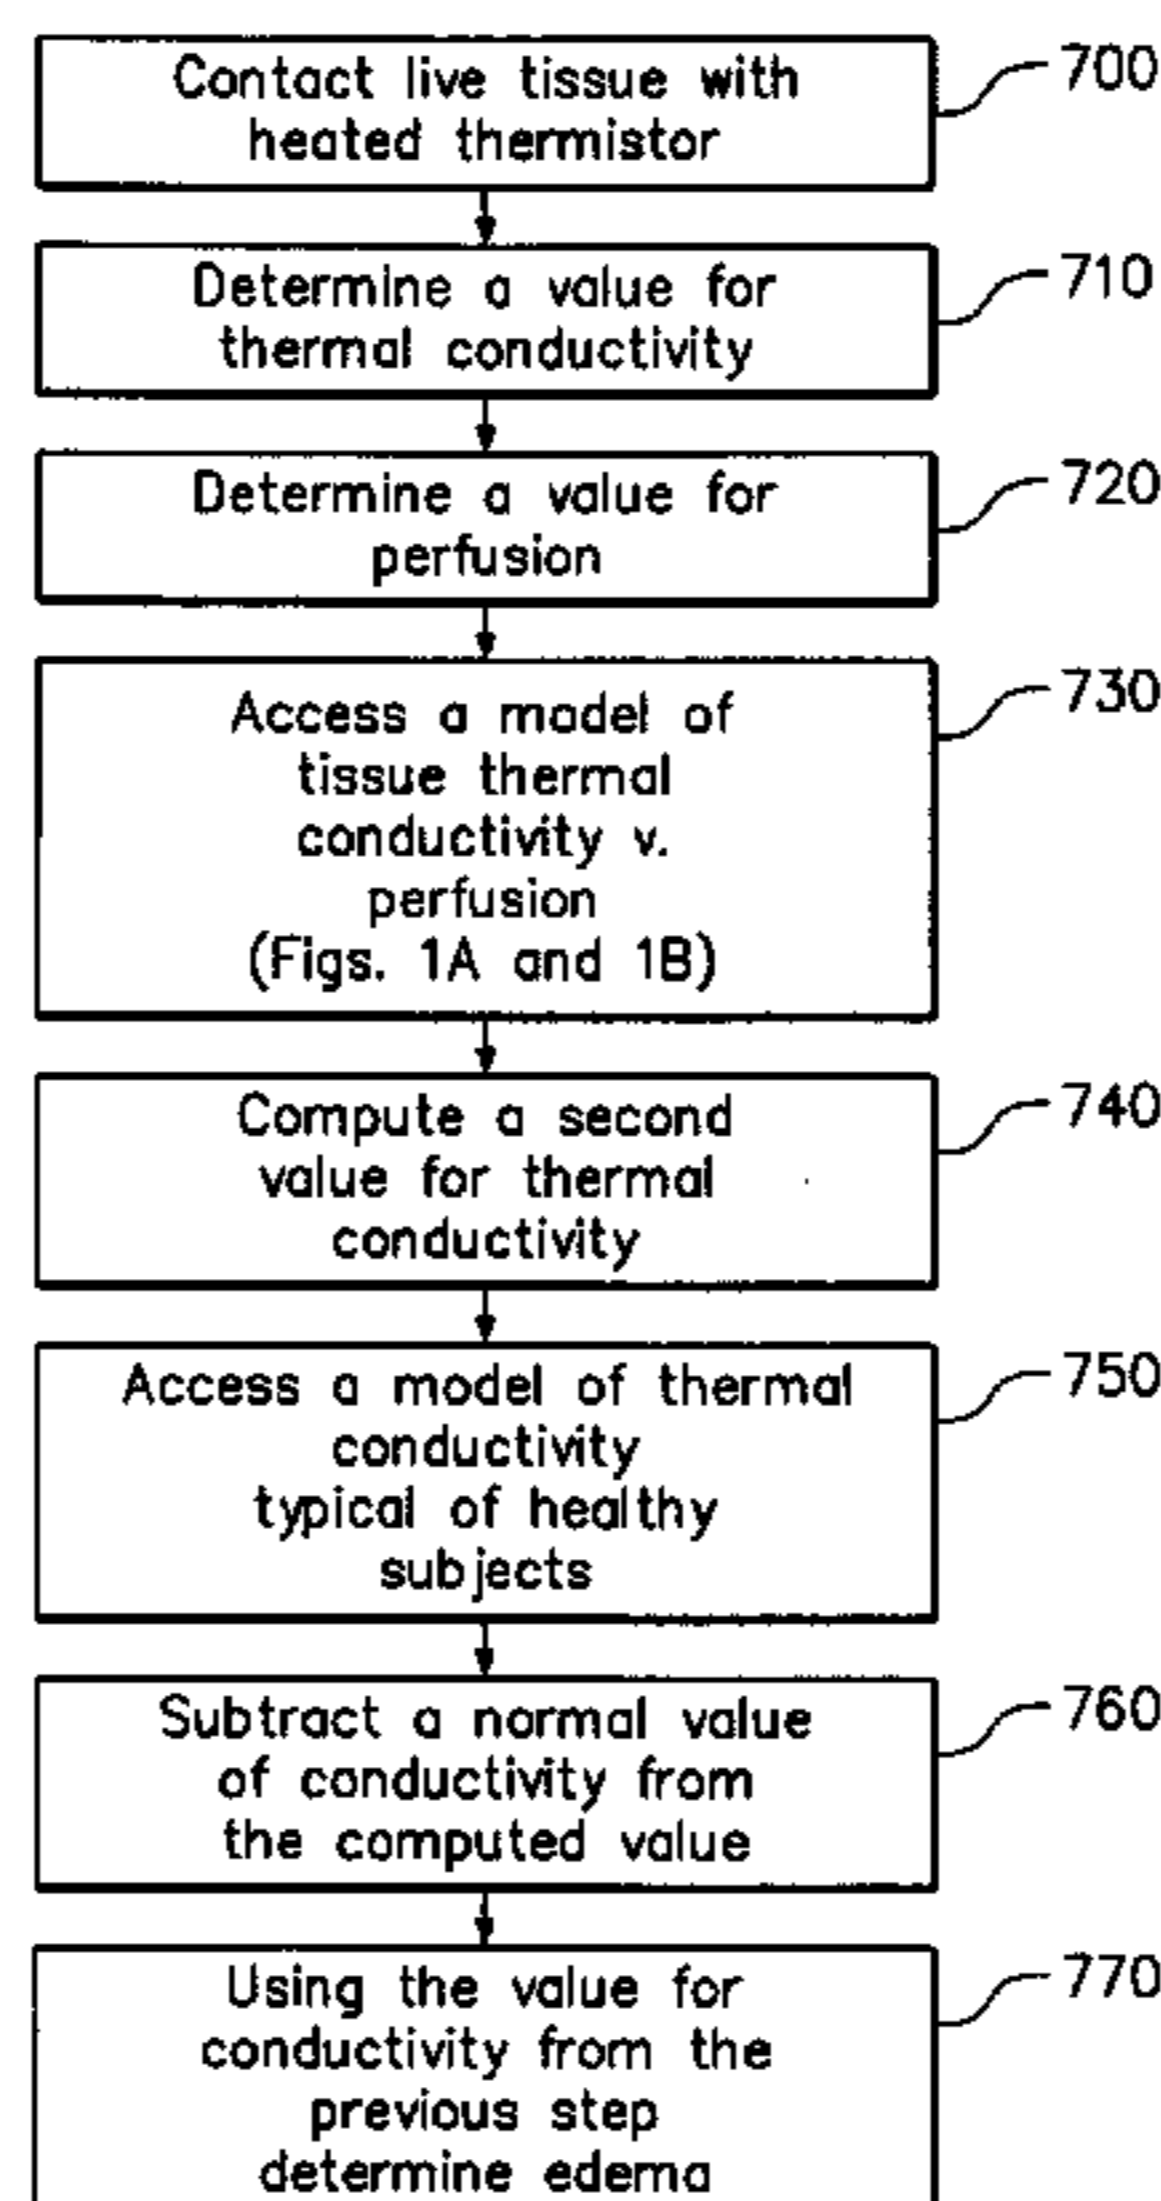 Contact live tissue with
heated thermistor
700
Determine a value for
thermal conductivity
710
Determine a value for
perfusion
720
Access a model of
tissue thermal
conductivity v.
perfusion
(Figs. 1A and 1B)
730
Compute a second
value for thermal
conductivity
740
Access a model of thermal
conductivity
typical of healthy
subjects
750
Subtract a normal value
of conductivity from
the computed value
760
Using the value for
conductivity from the
previous step
determine edema
770